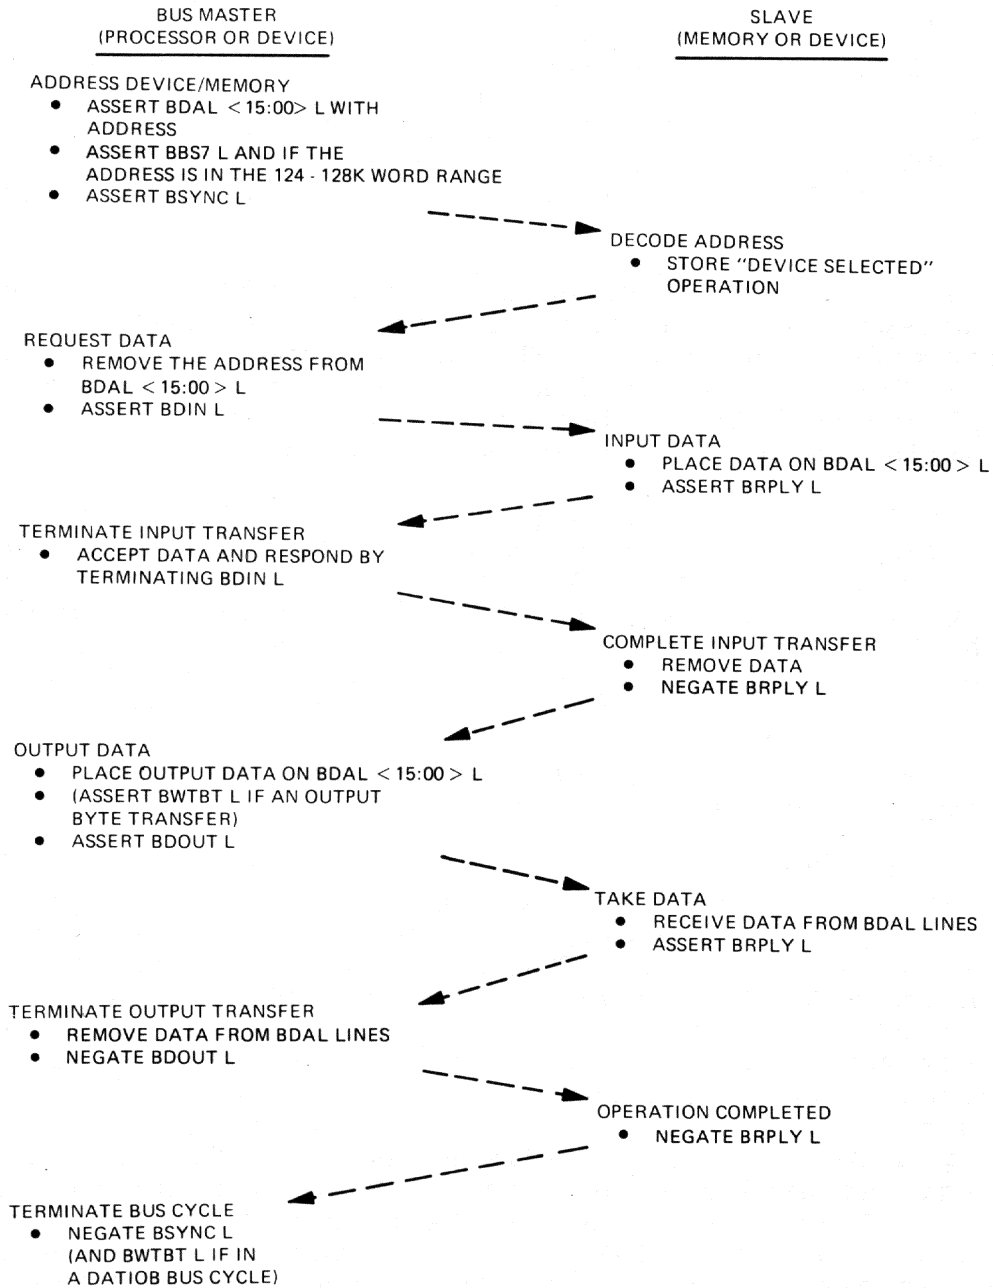 BUS MASTER
(PROCESSOR OR DEVICE)
SLAVE
(MEMORY OR DEVICE)
ADDRESS DEVICE/MEMORY
● ASSERT BDAL <15:00> L WITH
ADDRESS
● ASSERT BBS7 L AND IF THE
ADDRESS IS IN THE 124 - 128K WORD RANGE
● ASSERT BSYNC L
DECODE ADDRESS
● STORE "DEVICE SELECTED"
OPERATION
REQUEST DATA
● REMOVE THE ADDRESS FROM
BDAL <15:00> L
● ASSERT BDIN L
INPUT DATA
● PLACE DATA ON BDAL <15:00> L
● ASSERT BRPLY L
TERMINATE INPUT TRANSFER
● ACCEPT DATA AND RESPOND BY
TERMINATING BDIN L
COMPLETE INPUT TRANSFER
● REMOVE DATA
● NEGATE BRPLY L
OUTPUT DATA
● PLACE OUTPUT DATA ON BDAL <15:00> L
● (ASSERT BWTBT L IF AN OUTPUT
BYTE TRANSFER)
● ASSERT BDOUT L
TAKE DATA
● RECEIVE DATA FROM BDAL LINES
● ASSERT BRPLY L
TERMINATE OUTPUT TRANSFER
● REMOVE DATA FROM BDAL LINES
● NEGATE BDOUT L
OPERATION COMPLETED
● NEGATE BRPLY L
TERMINATE BUS CYCLE
● NEGATE BSYNC L
(AND BWTBT L IF IN
A DATIOB BUS CYCLE)